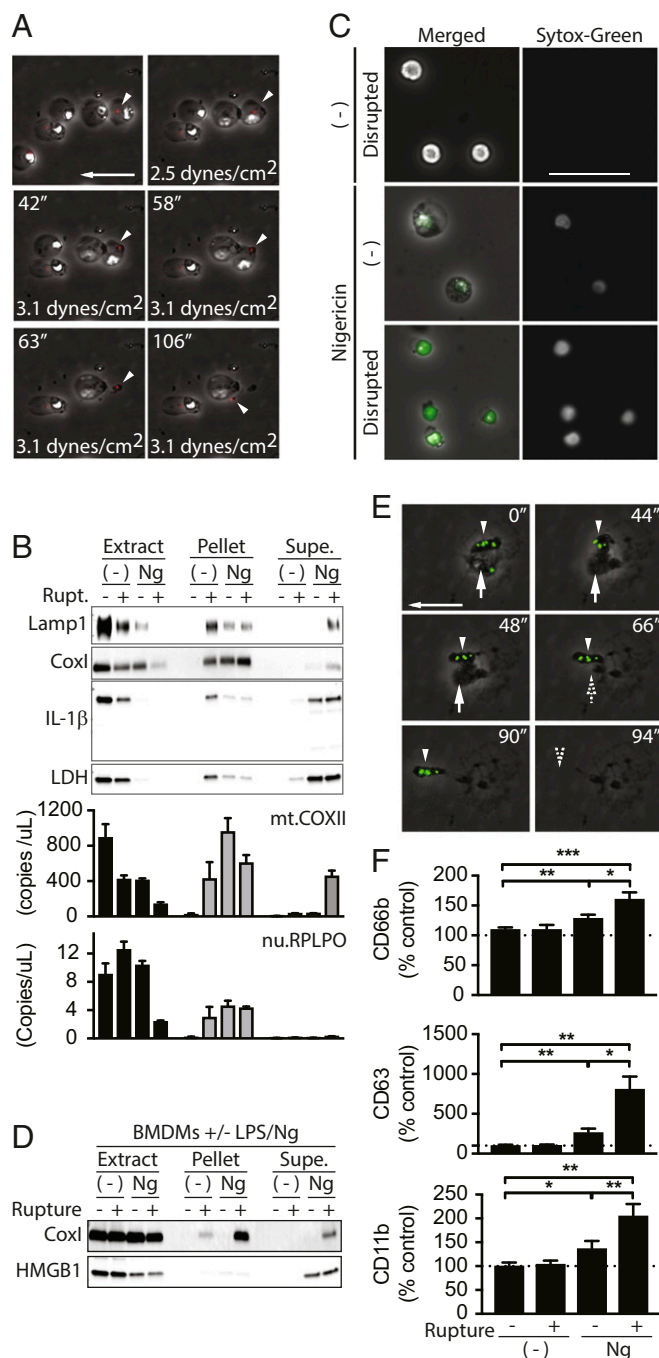 A
2.5 dynes/cm2
42" 58"
3.1 dynes/cm2 3.1 dynes/cm2
63" 106"
3.1 dynes/cm2 3.1 dynes/cm2
B
Extract Pellet Supe.
(-) Ng (-) Ng (-) Ng
Rupt. - + - + - + - + - + - +
Lamp1
CoxI
IL-1β
LDH
mt.COXII
(copies /uL)
1200
800
400
0
nu.RPLPO
(Copies/uL)
12
8
4
0
C
Merged Sytox-Green
(-)
Disrupted
Nigericin
(-)
Disrupted
D
BMDMs +/- LPS/Ng
Extract Pellet Supe.
(-) Ng (-) Ng (-) Ng
Rupture - + - + - + - + - + - +
CoxI
HMGB1
E
0" 44"
48" 66"
90" 94"
F
CD66b
(% control)
200
150
100
50
0
***
** *
CD63
(% control)
1500
1000
500
0
**
** *
CD11b
(% control)
250
200
150
100
50
0
**
* **
Rupture - + - +
(-) Ng